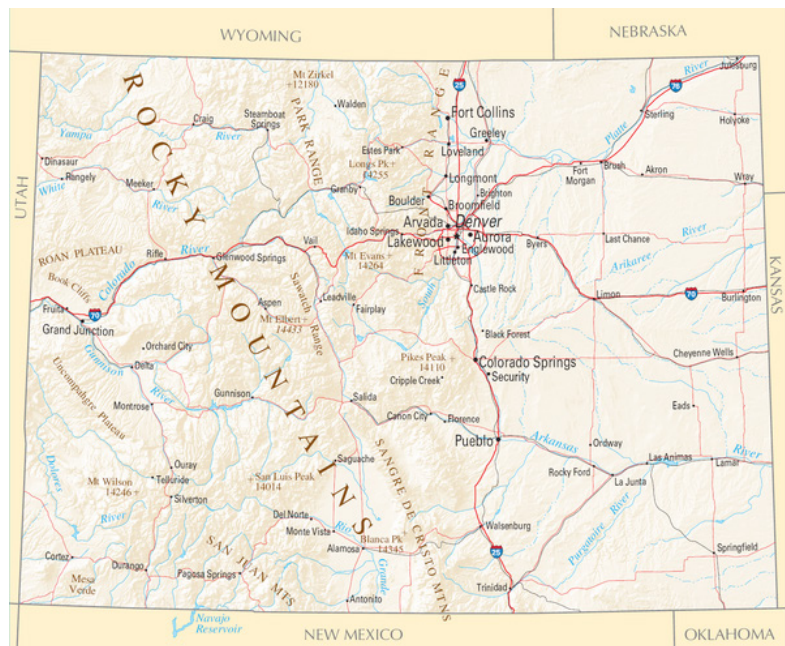 WYOMING
NEBRASKA
UTAH
KANSAS
NEW MEXICO
OKLAHOMA
ROCKY MOUNTAINS
Mt Zirkel
+12180
PARK RANGE
FRONT RANGE
25
76
River
Julesburg
Walden
Fort Collins
Greeley
Sterling
Holyoke
Craig
Steamboat
Springs
Yampa
River
Platte
Estes Park
Loveland
Dinosaur
Longs Pk+
14255
Longmont
Fort
Morgan
Brush
Akron
Wray
Rangely
White
River
Meeker
Granby
Boulder
Brighton
Broomfield
Arvada
Denver
Idaho Springs
Lakewood
Aurora
Englewood
Littleton
Byers
Last Chance
Arikaree
River
ROAN PLATEAU
Rifle
River
Glenwood Springs
Vail
Mt Evans+
14264
Book Cliffs
Colorado
South
Castle Rock
Limon
70
Burlington
Fruita
70
Grand Junction
Aspen
Leadville
Fairplay
Sawatch Range
Mt Elbert+
14433
Orchard City
Black Forest
Gunnison
River
Delta
Pikes Peak +
14110
Colorado Springs
Security
Cheyenne Wells
Uncompahgre Plateau
Cripple Creek
Gunnison
Salida
Montrose
Canon City
Florence
Eads
Pueblo
Arkansas
River
Ordway
Las Animas
Lamar
Rocky Ford
La Junta
Dolores
River
Ouray
Mt Wilson
14246+
Telluride
Silverton
+San Luis Peak
14014
Saguache
SANGRE DE CRISTO MTNS
Del Norte
Monte Vista
Rio
Grande
Blanca Pk
14345
Alamosa
Walsenburg
25
Purgatoire
River
Springfield
Cortez
Durango
SAN JUAN MTS
Mesa
Verde
Pagosa Springs
Antonito
Trinidad
Navajo
Reservoir